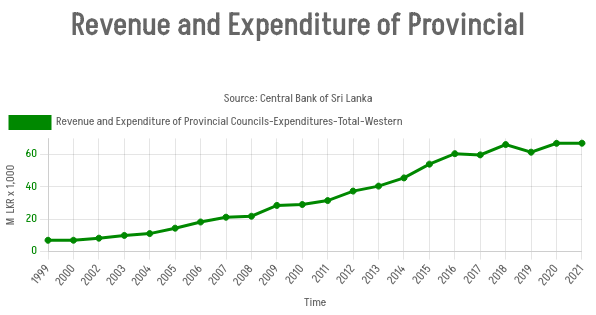 Revenue and Expenditure of Provincial
Source: Central Bank of Sri Lanka
Revenue and Expenditure of Provincial Councils-Expenditures-Total-Western
M LKR x 1,000
60
40
20
0
1999 2000 2002 2003 2004 2005 2006 2007 2008 2009 2010 2011 2012 2013 2014 2015 2016 2017 2018 2019 2020 2021
Time